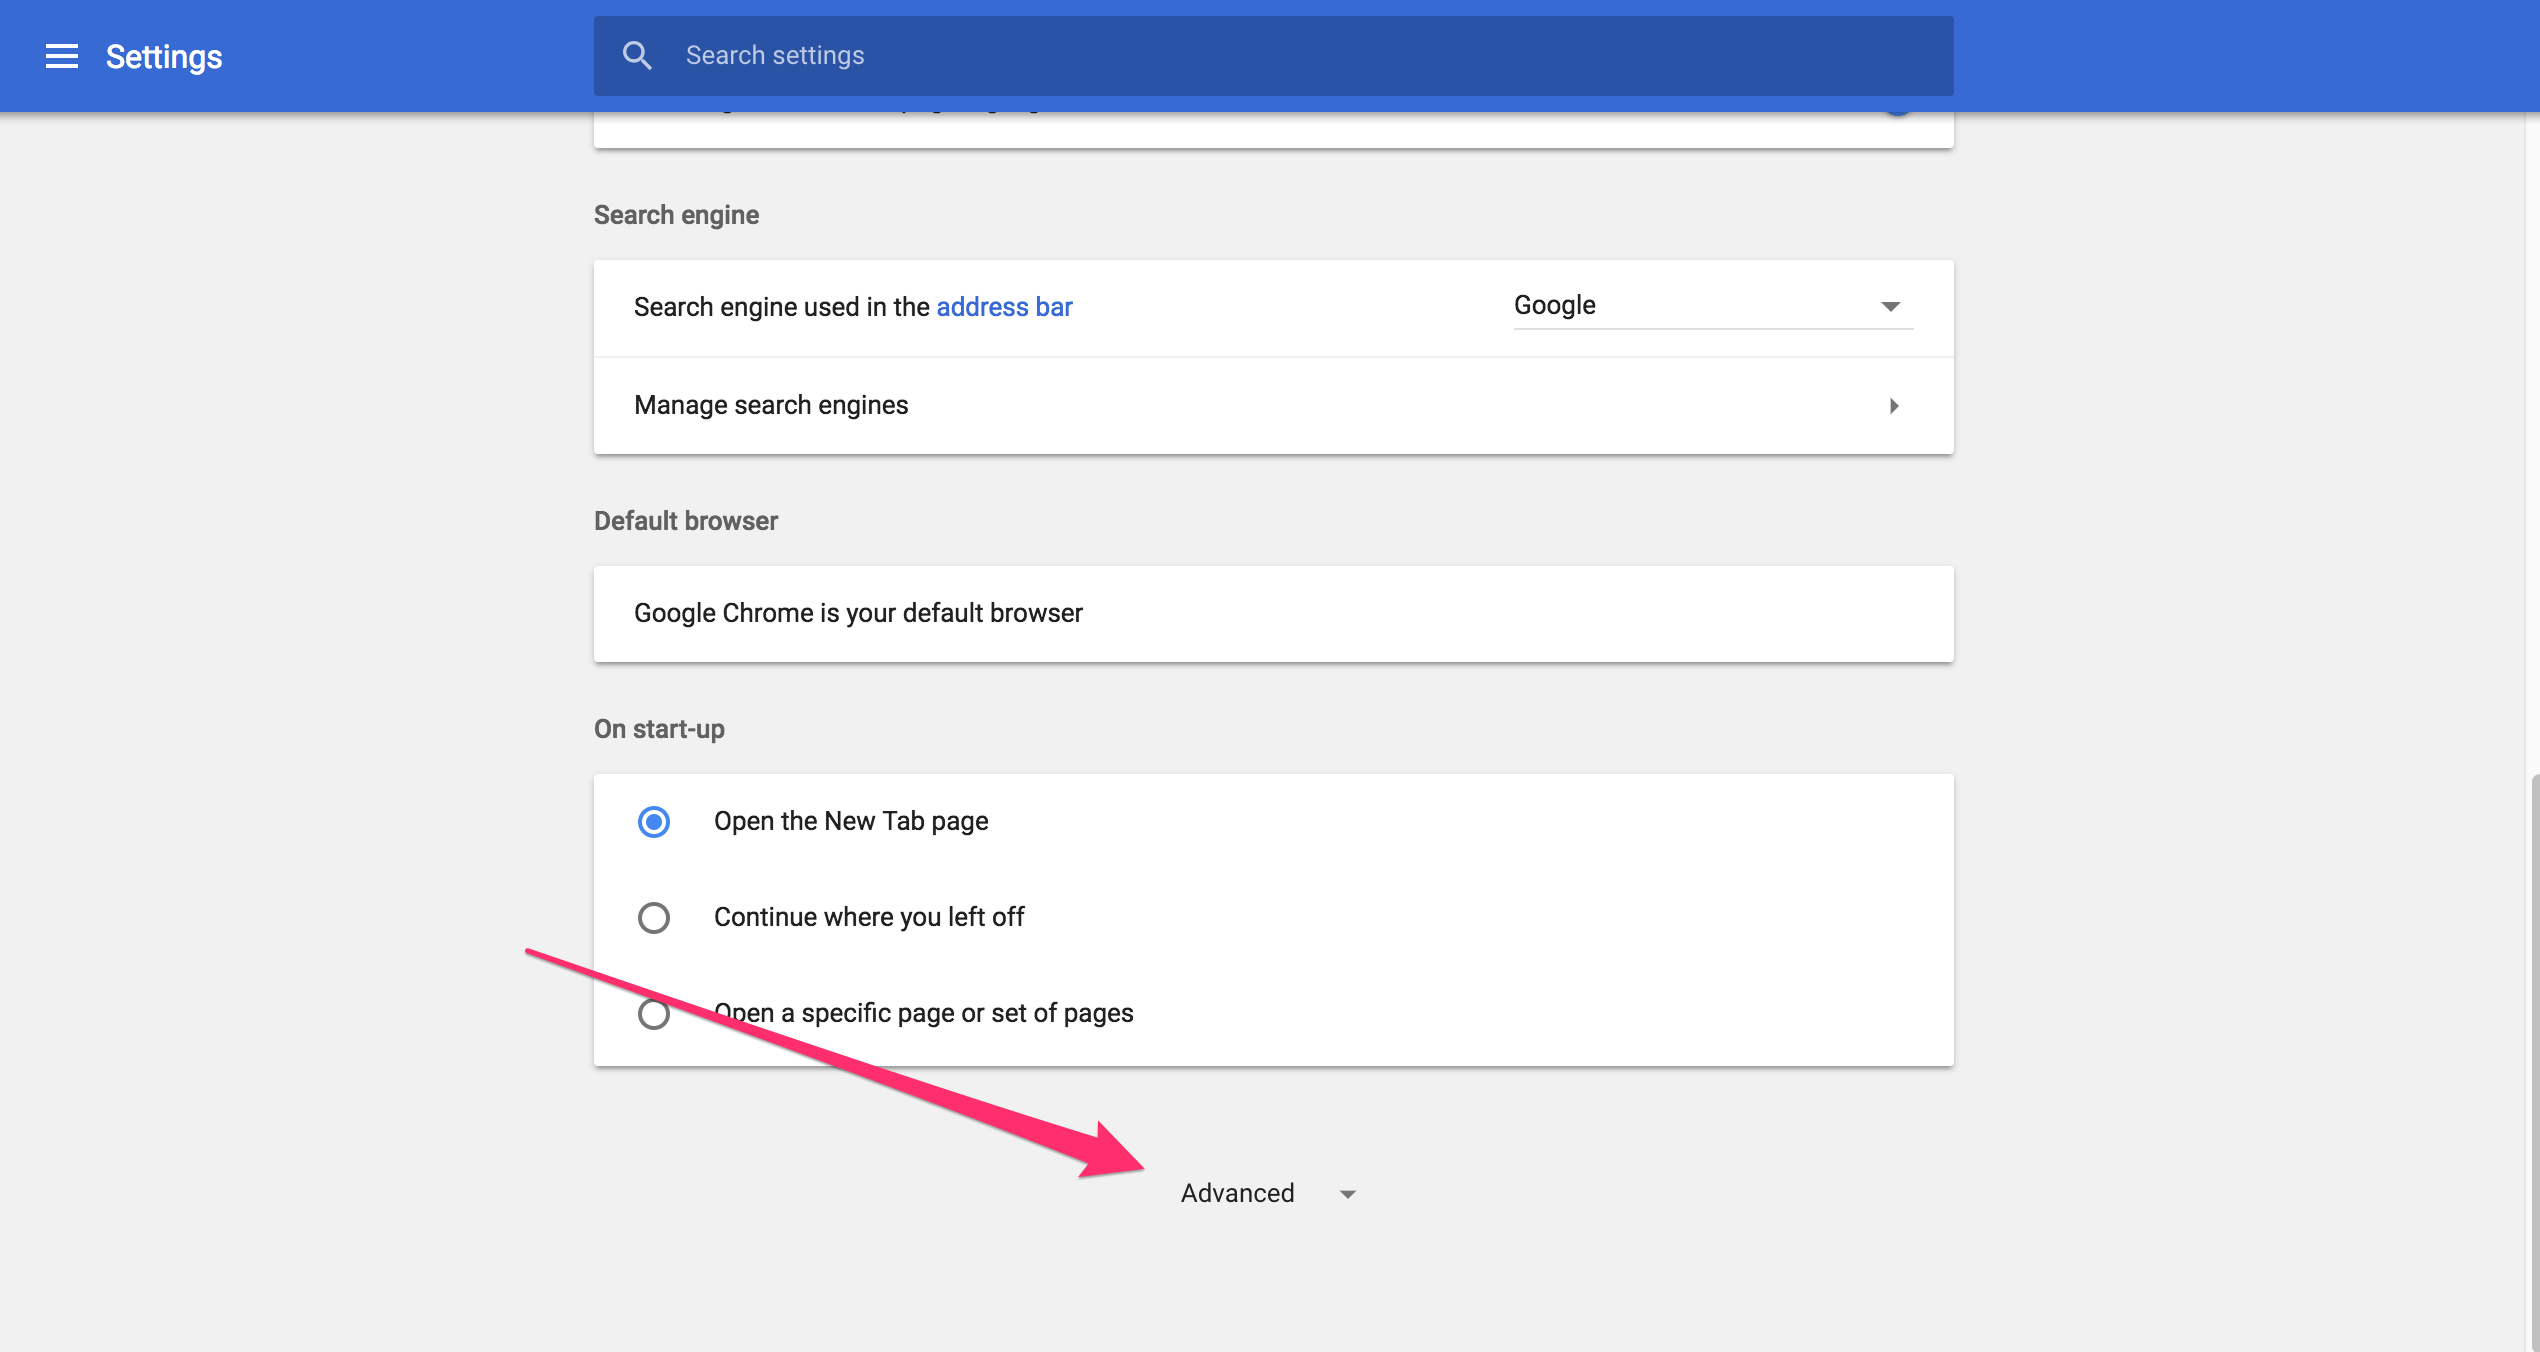 Settings
Search settings
Search engine
Search engine used in the address bar
Google
Manage search engines
Default browser
Google Chrome is your default browser
On start-up
Open the New Tab page
Continue where you left off
Open a specific page or set of pages
Advanced